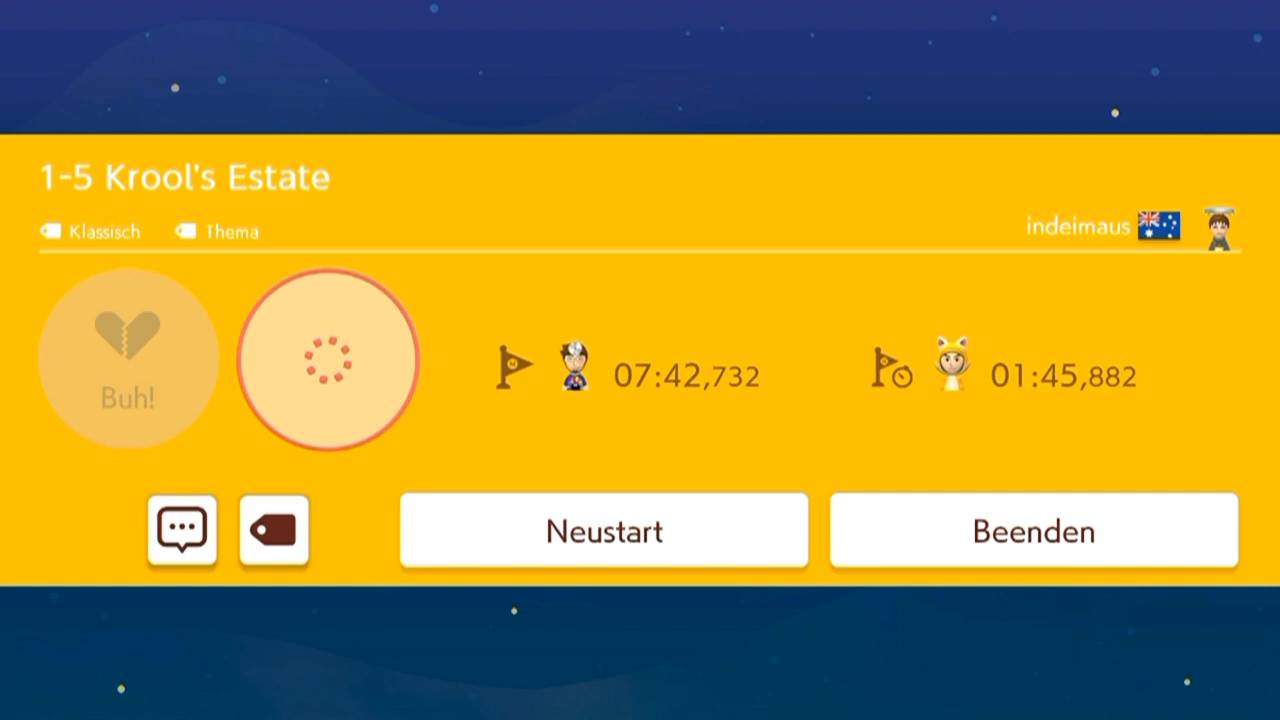 1-5 Krool's Estate
Klassisch Thema
indeimaus
Buh!
07:42,732
01:45,882
Neustart
Beenden